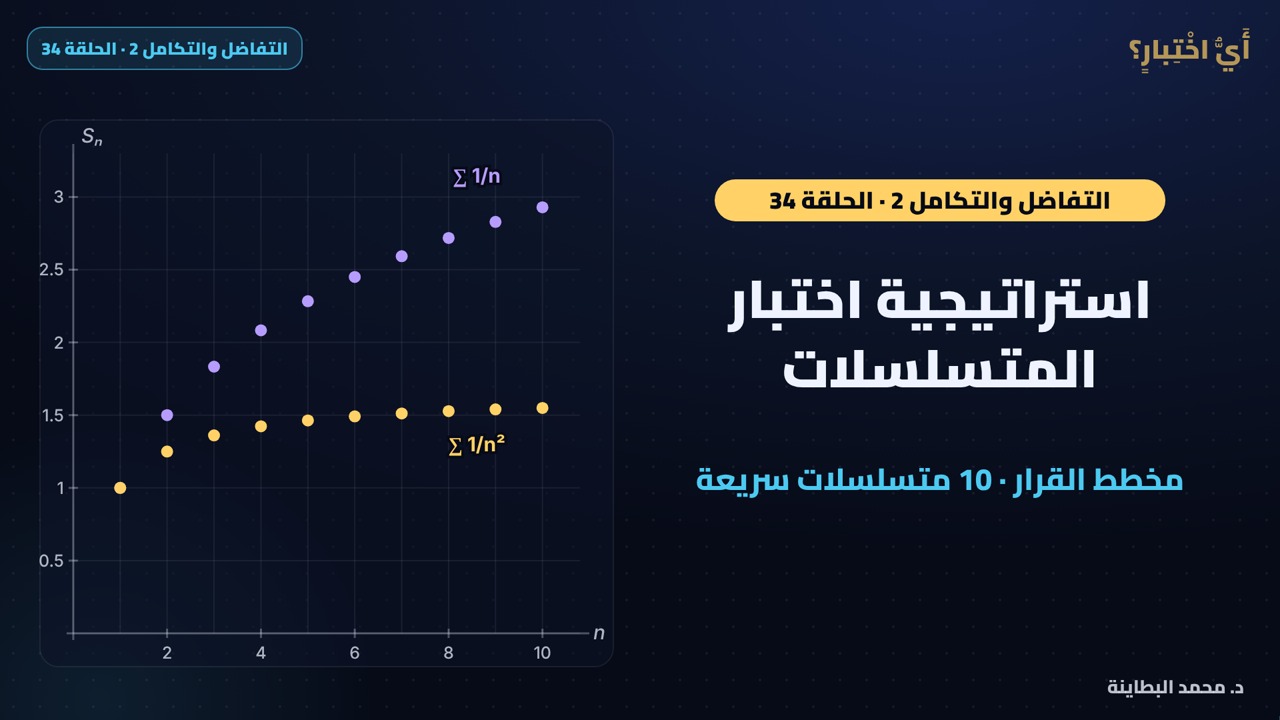 أَيُّ اخْتِبارٍ؟
التفاضل والتكامل 2 · الحلقة 34
التفاضل والتكامل 2 · الحلقة 34
استراتيجية اختبار
المتسلسلات
مخطط القرار · 10 متسلسلات سريعة
Sₙ
∑ 1/n
3
2.5
2
1.5
∑ 1/n²
1
0.5
n
2 4 6 8 10
د. محمد البطاينة